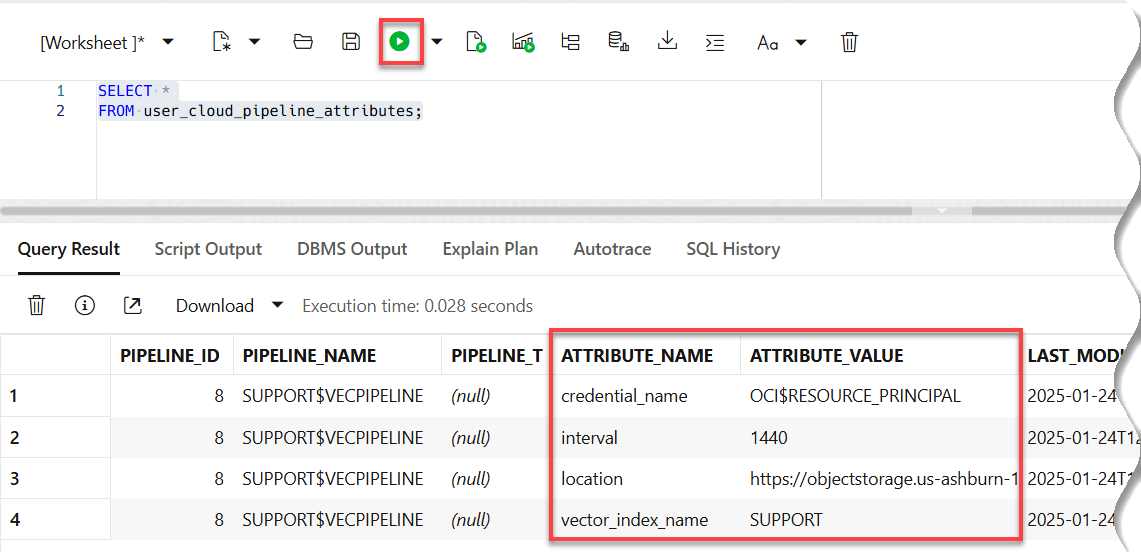 [Worksheet ]*
Aa
1 SELECT *
2 FROM user_cloud_pipeline_attributes;
Query Result Script Output DBMS Output Explain Plan Autotrace SQL History
Download Execution time: 0.028 seconds
PIPELINE_ID PIPELINE_NAME PIPELINE_T ATTRIBUTE_NAME ATTRIBUTE_VALUE LAST_MODI
1 8 SUPPORT$VECPIPELINE (null) credential_name OCI$RESOURCE_PRINCIPAL 2025-01-24
2 8 SUPPORT$VECPIPELINE (null) interval 1440 2025-01-24T12
3 8 SUPPORT$VECPIPELINE (null) location https://objectstorage.us-ashburn-1 2025-01-24T1
4 8 SUPPORT$VECPIPELINE (null) vector_index_name SUPPORT 2025-01-24